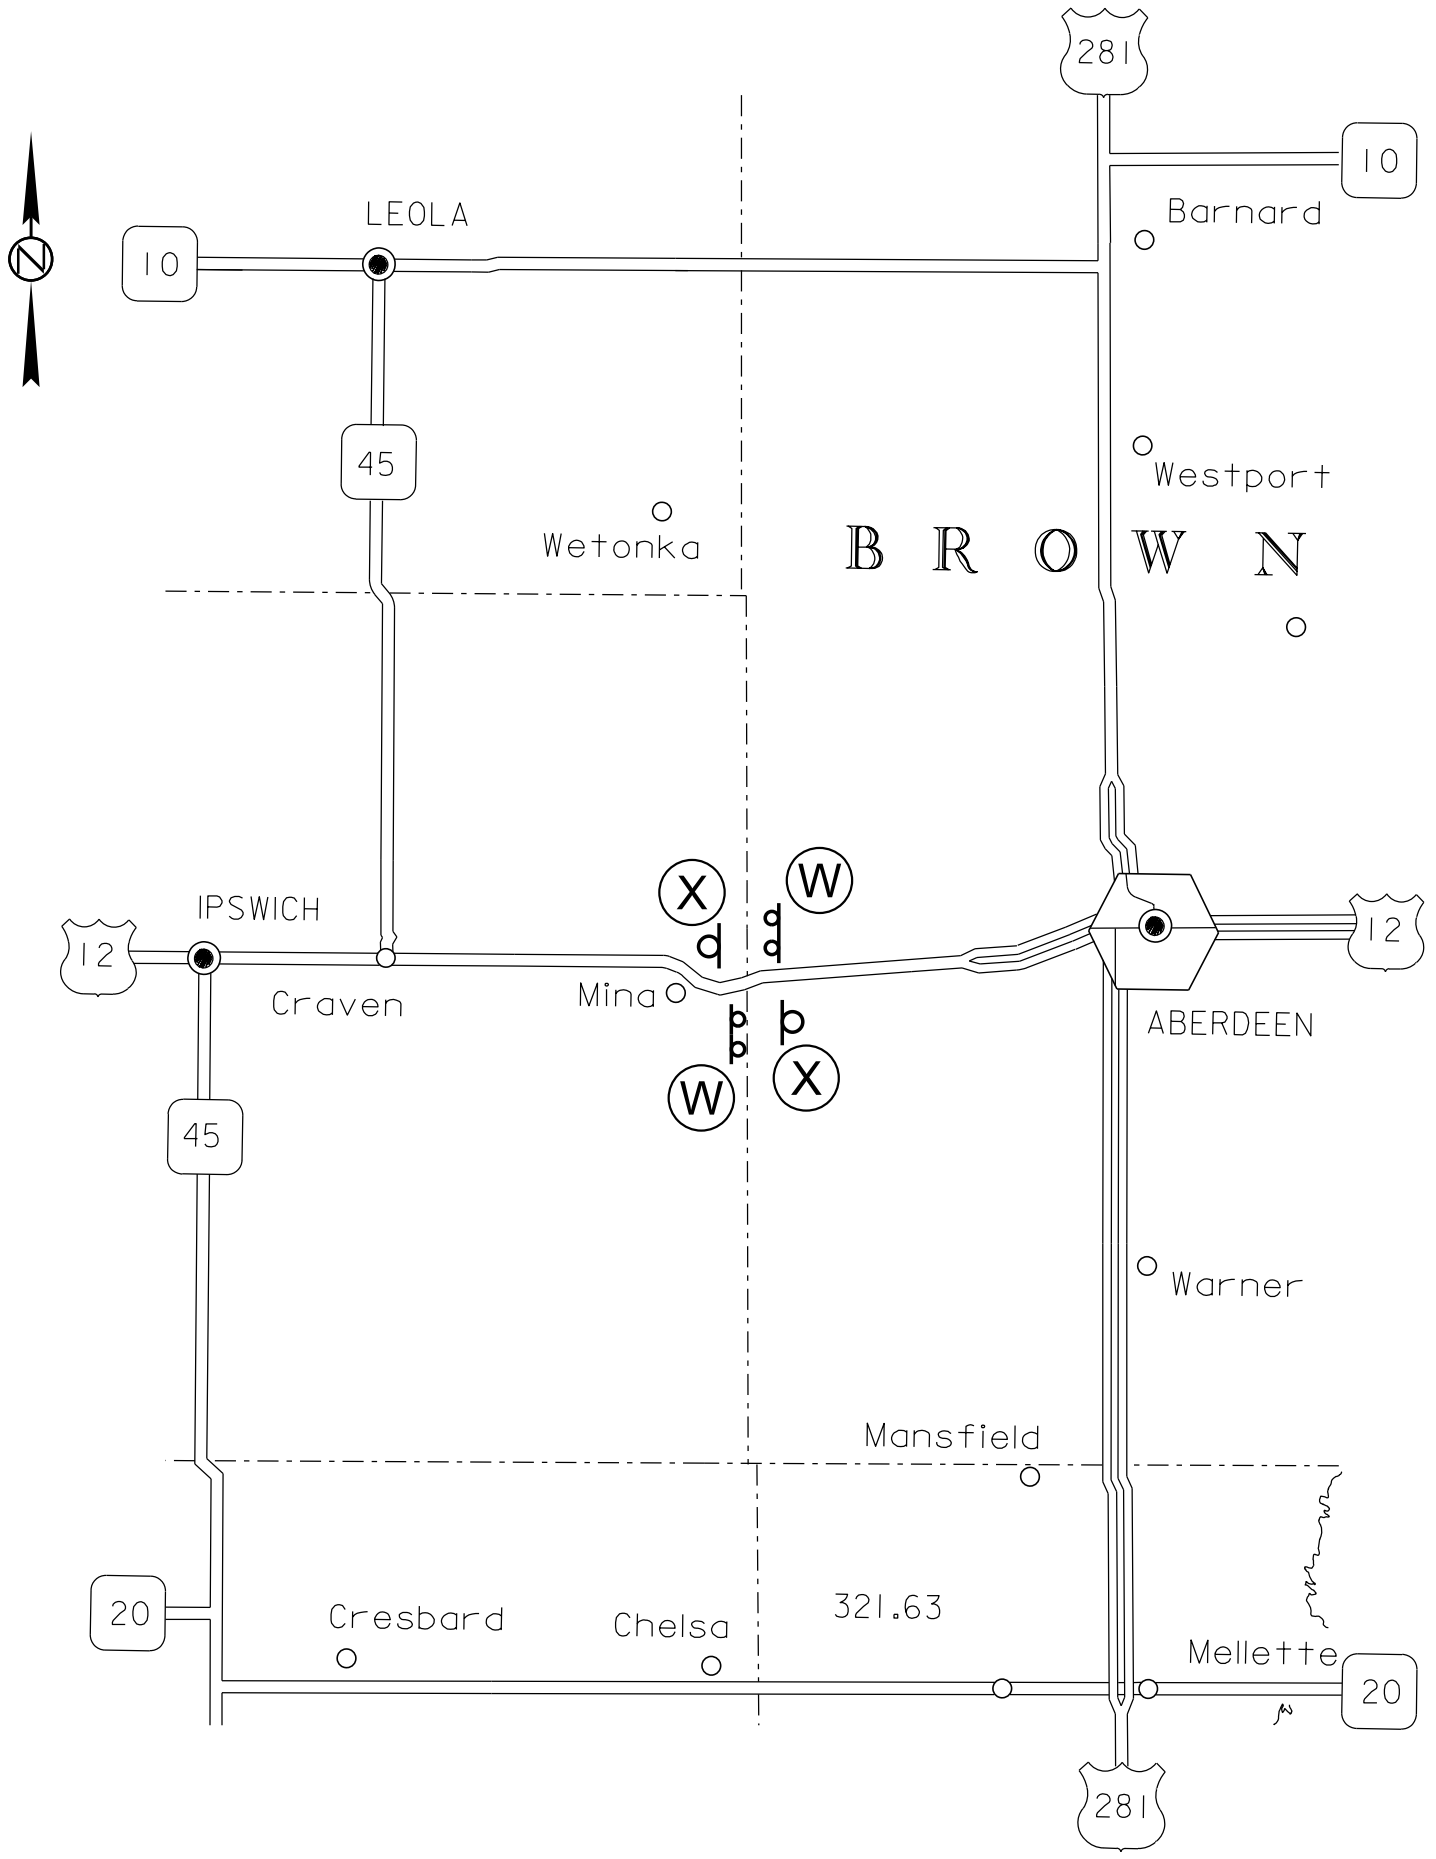 281
10
Barnard
LEOLA
10
N
45
Westport
Wetonka
BROWN
X
W
IPSWICH
12
12
Craven
Mina
ABERDEEN
W
X
45
Warner
Mansfield
20
Cresbard
Chelsa
321.63
Mellette
20
281